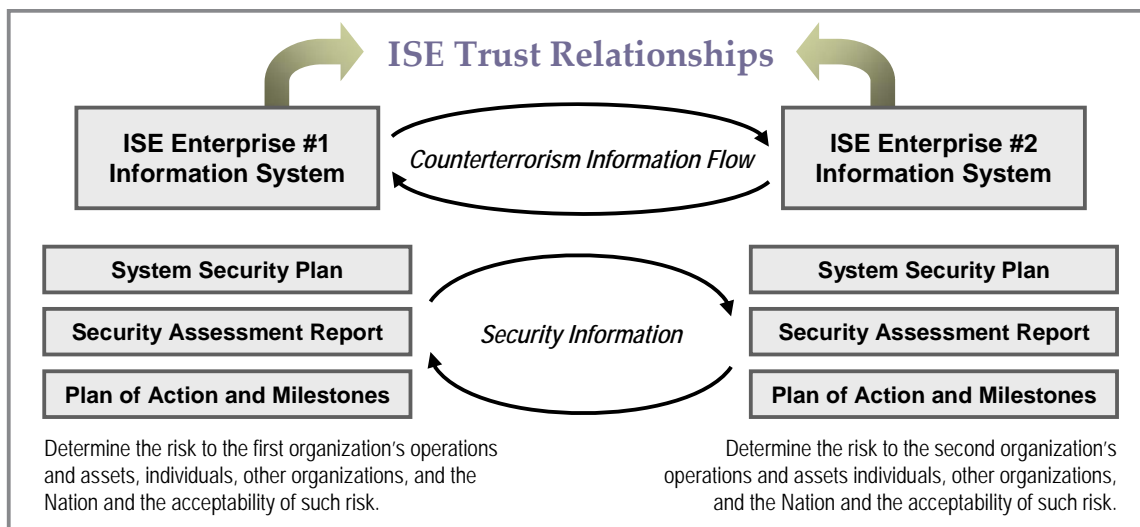 ISE Trust Relationships
ISE Enterprise #1
Information System
Counterterrorism Information Flow
ISE Enterprise #2
Information System
System Security Plan
Security Assessment Report
Plan of Action and Milestones
Security Information
System Security Plan
Security Assessment Report
Plan of Action and Milestones
Determine the risk to the first organization's operations
and assets, individuals, other organizations, and the
Nation and the acceptability of such risk.
Determine the risk to the second organization's
operations and assets individuals, other organizations,
and the Nation and the acceptability of such risk.